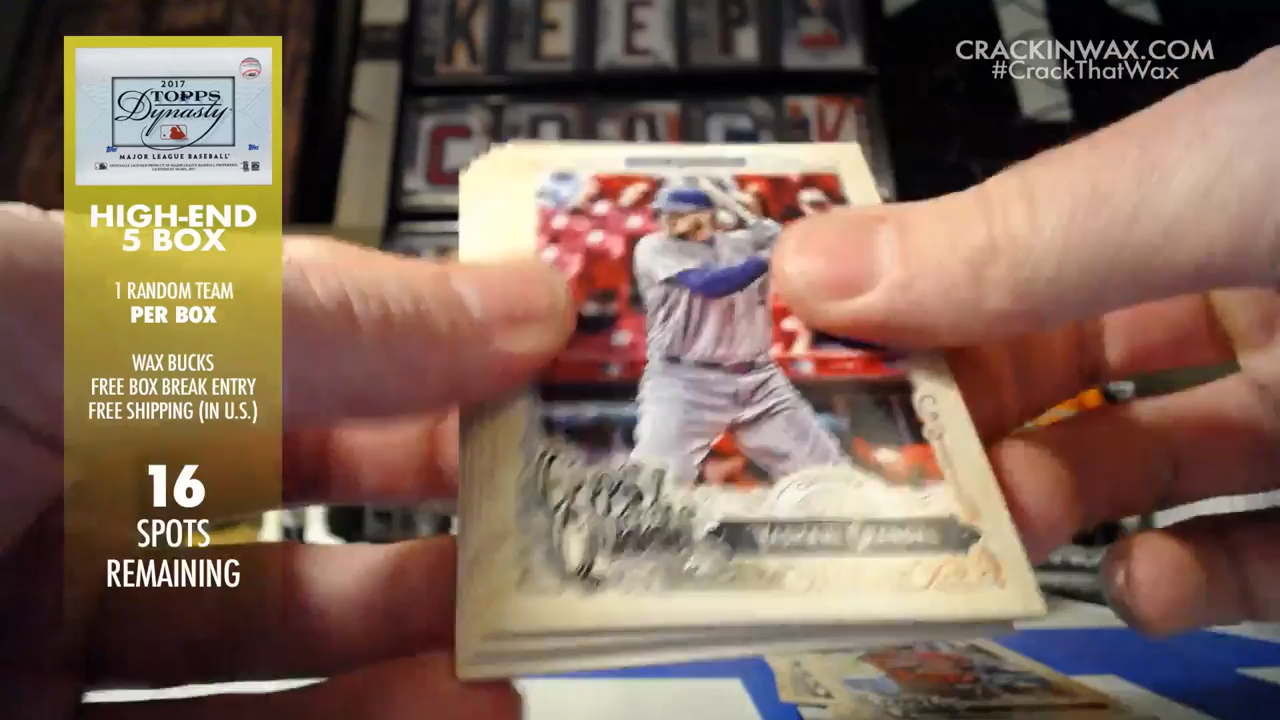 KEEP
CRACKINWAX.COM
#CrackThatWax
2017
TOPPS
Dynasty
MAJOR LEAGUE BASEBALL
HIGH-END
5 BOX
1 RANDOM TEAM
PER BOX
WAX BUCKS
FREE BOX BREAK ENTRY
FREE SHIPPING (IN U.S.)
16
SPOTS
REMAINING